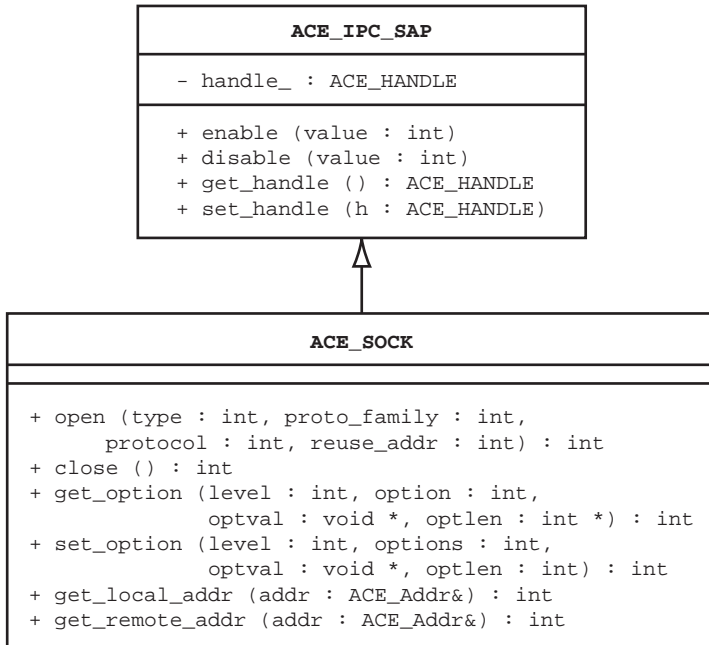 ACE_IPC_SAP
- handle_ : ACE_HANDLE
+ enable (value : int)
+ disable (value : int)
+ get_handle () : ACE_HANDLE
+ set_handle (h : ACE_HANDLE)
ACE_SOCK
+ open (type : int, proto_family : int,
protocol : int, reuse_addr : int) : int
+ close () : int
+ get_option (level : int, option : int,
optval : void *, optlen : int *) : int
+ set_option (level : int, options : int,
optval : void *, optlen : int) : int
+ get_local_addr (addr : ACE_Addr&) : int
+ get_remote_addr (addr : ACE_Addr&) : int